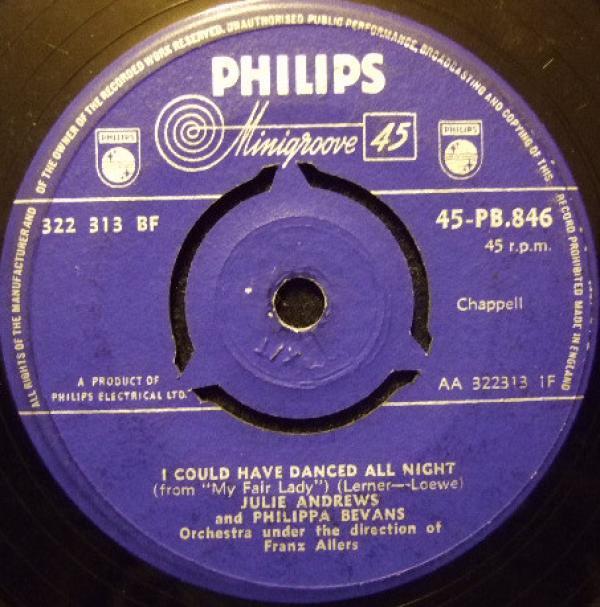 ALL RIGHTS OF THE MANUFACTURER AND OF THE OWNER OF THE RECORDED WORK RESERVED. UNAUTHORISED PUBLIC PERFORMANCE, BROADCASTING AND COPYING OF THIS RECORD PROHIBITED MADE IN ENGLAND
PHILIPS
Minigroove 45
PHILIPS
PHILIPS
322 313 BF
45-PB.846
45 r.p.m.
Chappell
A PRODUCT OF
PHILIPS ELECTRICAL LTD.
AA 322313 1F
I COULD HAVE DANCED ALL NIGHT
(from "My Fair Lady") (Lerner—Loewe)
JULIE ANDREWS
and PHILIPPA BEVANS
Orchestra under the direction of
Franz Allers